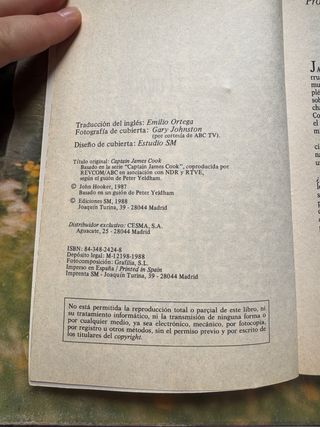 Traducción del inglés: Emilio Ortega
Fotografía de cubierta: Gary Johnston
(por cortesía de ABC TV).
Diseño de cubierta: Estudio SM
Título original: Captain James Cook
Basado en la serie "Captain James Cook", coproducida por
REVCOM/ABC en asociación con NDR y RTVE,
según el guión de Peter Yeldham.
© John Hooker, 1987
Basado en un guión de Peter Yeldham
© Ediciones SM, 1988
Joaquín Turina, 39 - 28044 Madrid
Distribuidor exclusivo: CESMA, S.A.
Aguacate, 25 - 28044 Madrid
ISBN: 84-348-2424-8
Depósito legal: M-12198-1988
Fotocomposición: Grafilia, S.L.
Impreso en España / Printed in Spain
Imprenta SM - Joaquín Turina, 39 - 28044 Madrid
No está permitida la reproducción total o parcial de este libro, ni
su tratamiento informático, ni la transmisión de ninguna forma o
por cualquier medio, ya sea electrónico, mecánico, por fotocopia,
por registro u otros métodos, sin el permiso previo y por escrito de
los titulares del copyright.